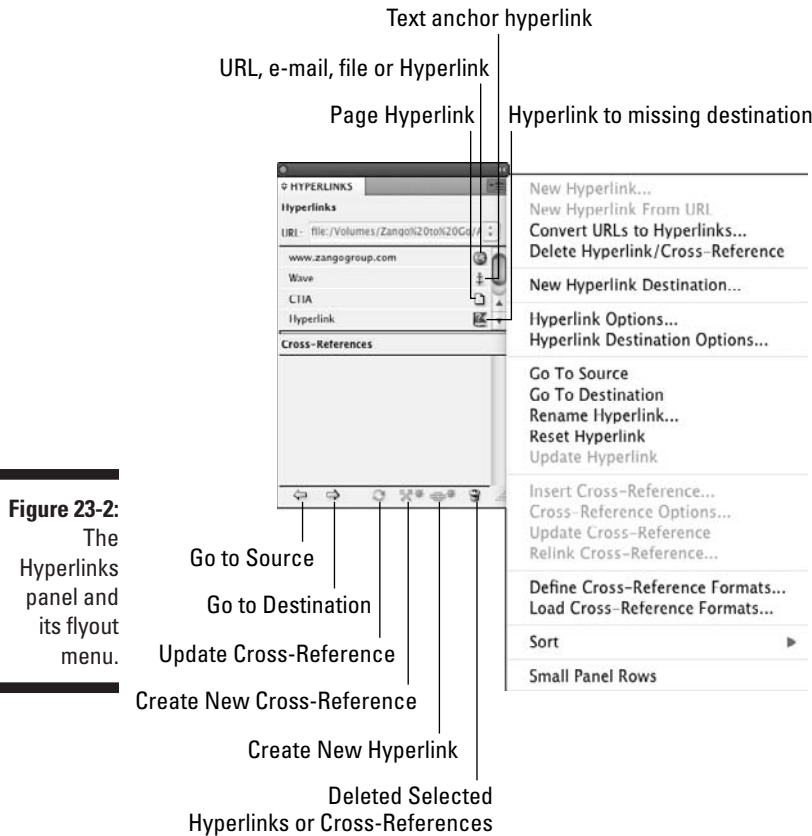 Text anchor hyperlink
URL, e-mail, file or Hyperlink
Page Hyperlink
Hyperlink to missing destination
HYPERLINKS
Hyperlinks
URL: file:/Volumes/Zango%20to%20Go/A
www.zangogroup.com
Wave
CTIA
Hyperlink
Cross-References
New Hyperlink...
New Hyperlink From URL
Convert URLs to Hyperlinks...
Delete Hyperlink/Cross-Reference
New Hyperlink Destination...
Hyperlink Options...
Hyperlink Destination Options...
Go To Source
Go To Destination
Rename Hyperlink...
Reset Hyperlink
Update Hyperlink
Insert Cross-Reference...
Cross-Reference Options...
Update Cross-Reference
Relink Cross-Reference...
Define Cross-Reference Formats...
Load Cross-Reference Formats...
Sort
Small Panel Rows
Go to Source
Go to Destination
Update Cross-Reference
Create New Cross-Reference
Create New Hyperlink
Deleted Selected
Hyperlinks or Cross-References
Figure 23-2:
The
Hyperlinks
panel and
its flyout
menu.